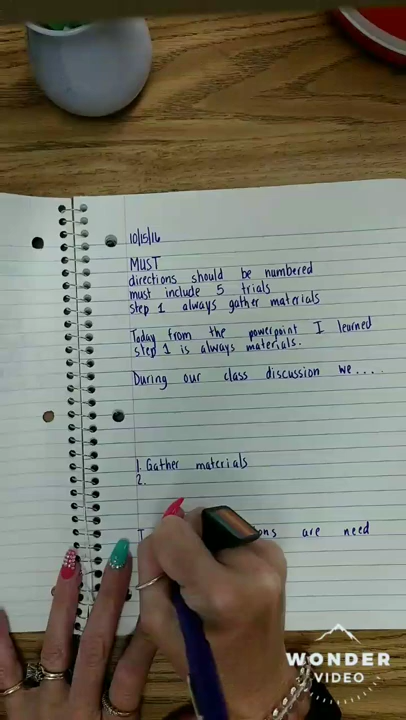 10/15/16
MUST
directions should be numbered
must include 5 trials
step 1 always gather materials
Today from the powerpoint I learned
step 1 is always materials.
During our class discussion we....
1. Gather materials
2.
are need
WONDER
VIDEO